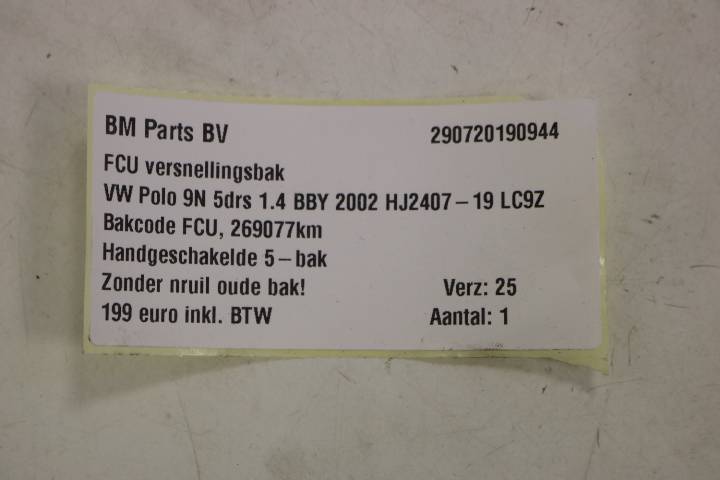 BM Parts BV 290720190944
FCU versnellingsbak
VW Polo 9N 5drs 1.4 BBY 2002 HJ2407-19 LC9Z
Bakcode FCU, 269077km
Handgeschakelde 5-bak
Zonder nruil oude bak! Verz: 25
199 euro inkl. BTW Aantal: 1